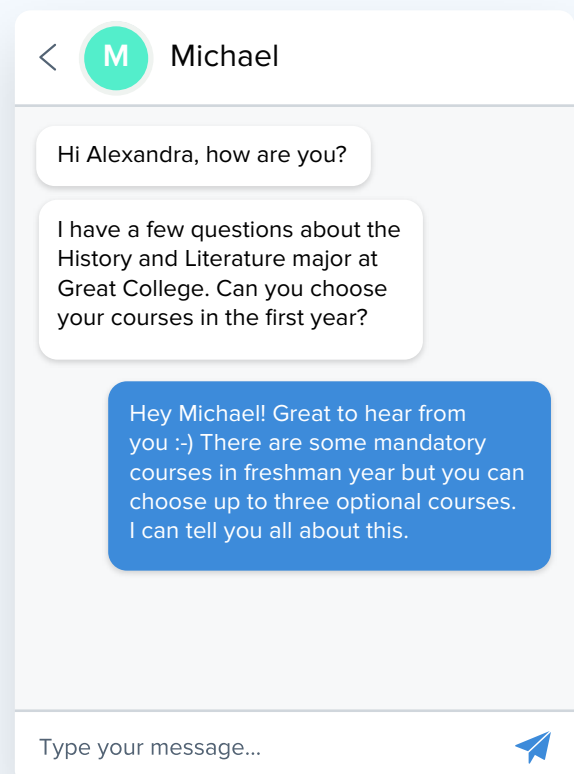 M
Michael
Hi Alexandra, how are you?
I have a few questions about the
History and Literature major at
Great College. Can you choose
your courses in the first year?
Hey Michael! Great to hear from
you :-) There are some mandatory
courses in freshman year but you can
choose up to three optional courses.
I can tell you all about this.
Type your message...